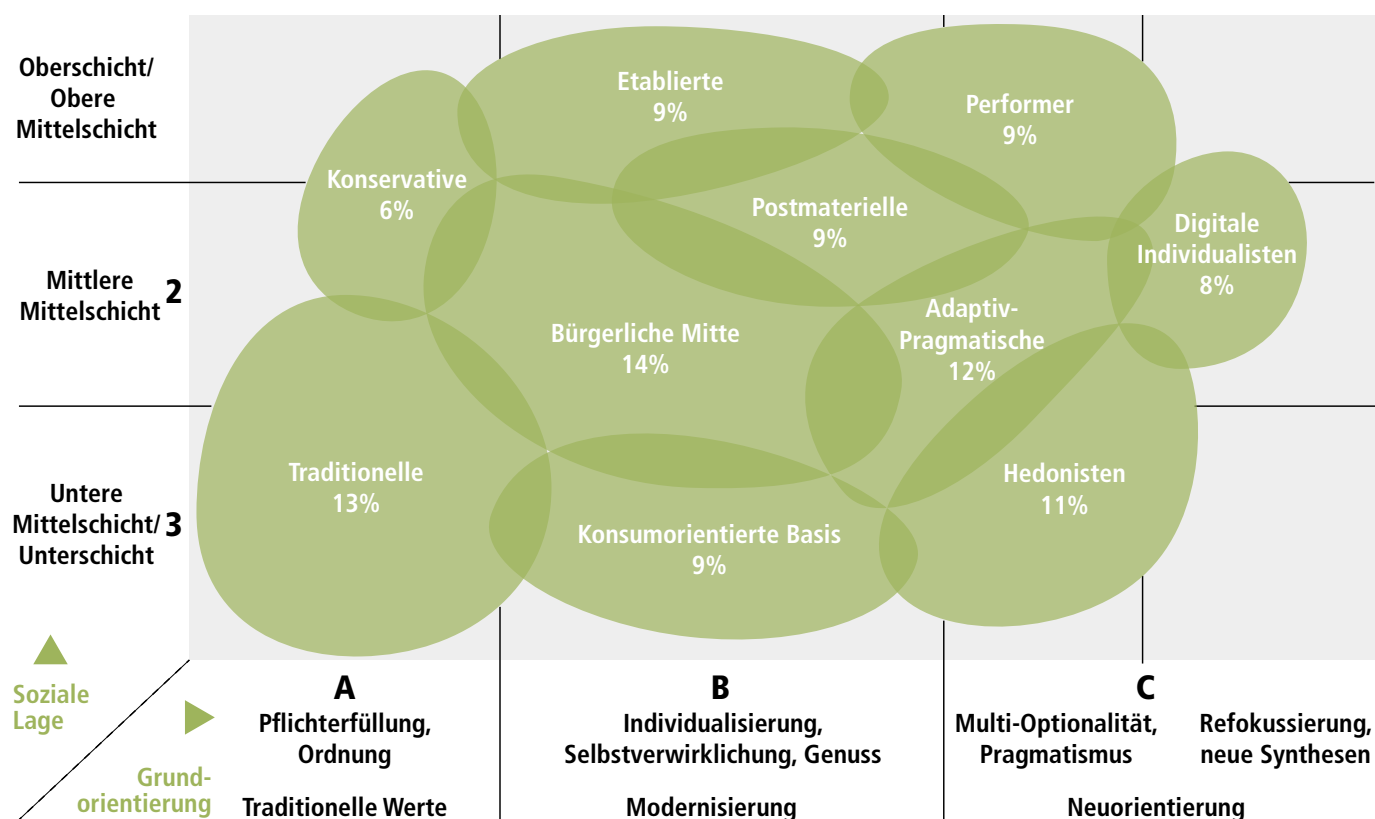 Oberschicht/
Obere
Mittelschicht
Etablierte
9%
Performer
9%
Konservative
6%
Postmaterielle
9%
Digitale
Individualisten
8%
Mittlere
Mittelschicht
2
Bürgerliche Mitte
14%
Adaptiv-
Pragmatische
12%
Untere
Mittelschicht/
Unterschicht
3
Traditionelle
13%
Konsumorientierte Basis
9%
Hedonisten
11%
Soziale
Lage
Grund-
orientierung
A
Pflichterfüllung,
Ordnung
Traditionelle Werte
B
Individualisierung,
Selbstverwirklichung, Genuss
Modernisierung
C
Multi-Optionalität,
Pragmatismus
Refokussierung,
neue Synthesen
Neuorientierung